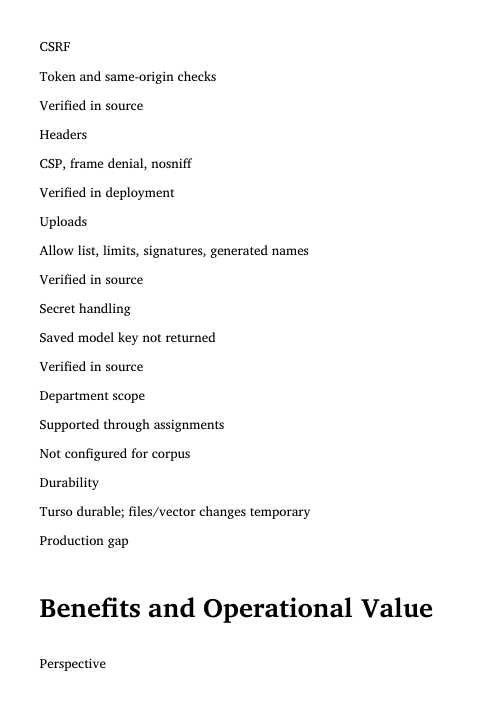 CSRF
Token and same-origin checks
Verified in source
Headers
CSP, frame denial, nosniff
Verified in deployment
Uploads
Allow list, limits, signatures, generated names
Verified in source
Secret handling
Saved model key not returned
Verified in source
Department scope
Supported through assignments
Not configured for corpus
Durability
Turso durable; files/vector changes temporary
Production gap
Benefits and Operational Value
Perspective